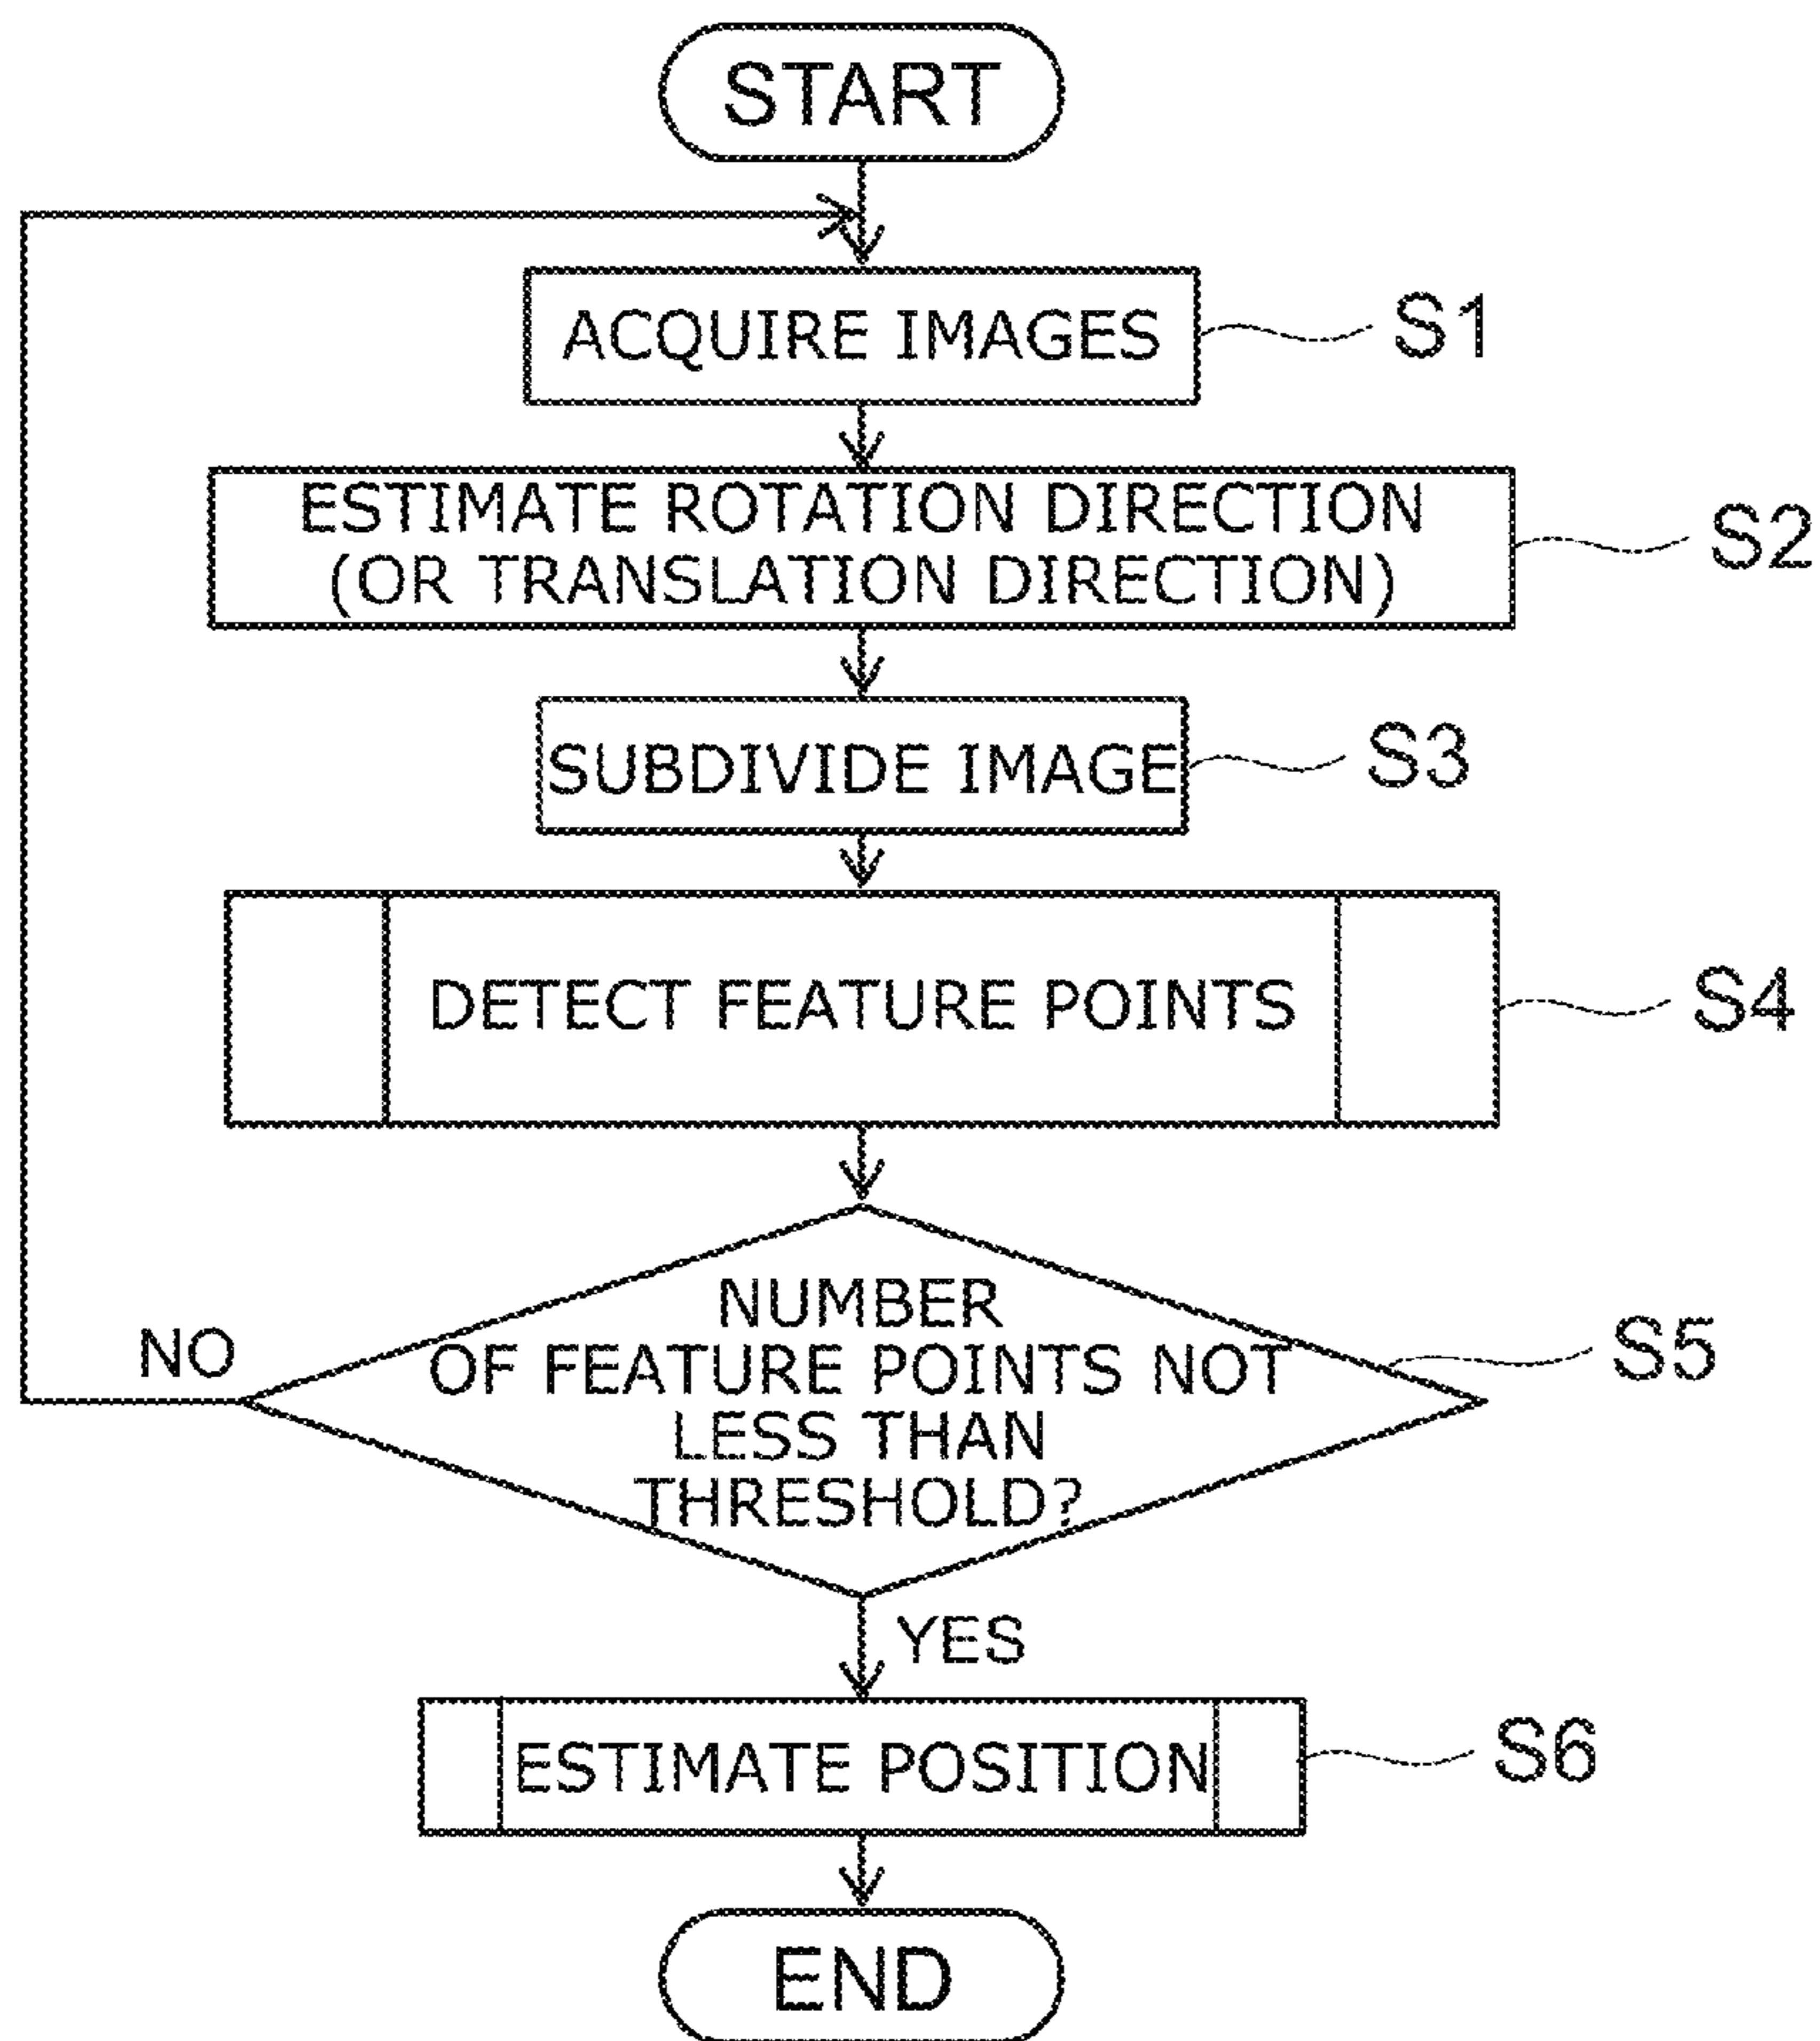 START
ACQUIRE IMAGES
S1
ESTIMATE ROTATION DIRECTION
(OR TRANSLATION DIRECTION)
S2
SUBDIVIDE IMAGE
S3
DETECT FEATURE POINTS
S4
NUMBER
OF FEATURE POINTS NOT
LESS THAN
THRESHOLD?
S5
NO
YES
ESTIMATE POSITION
S6
END